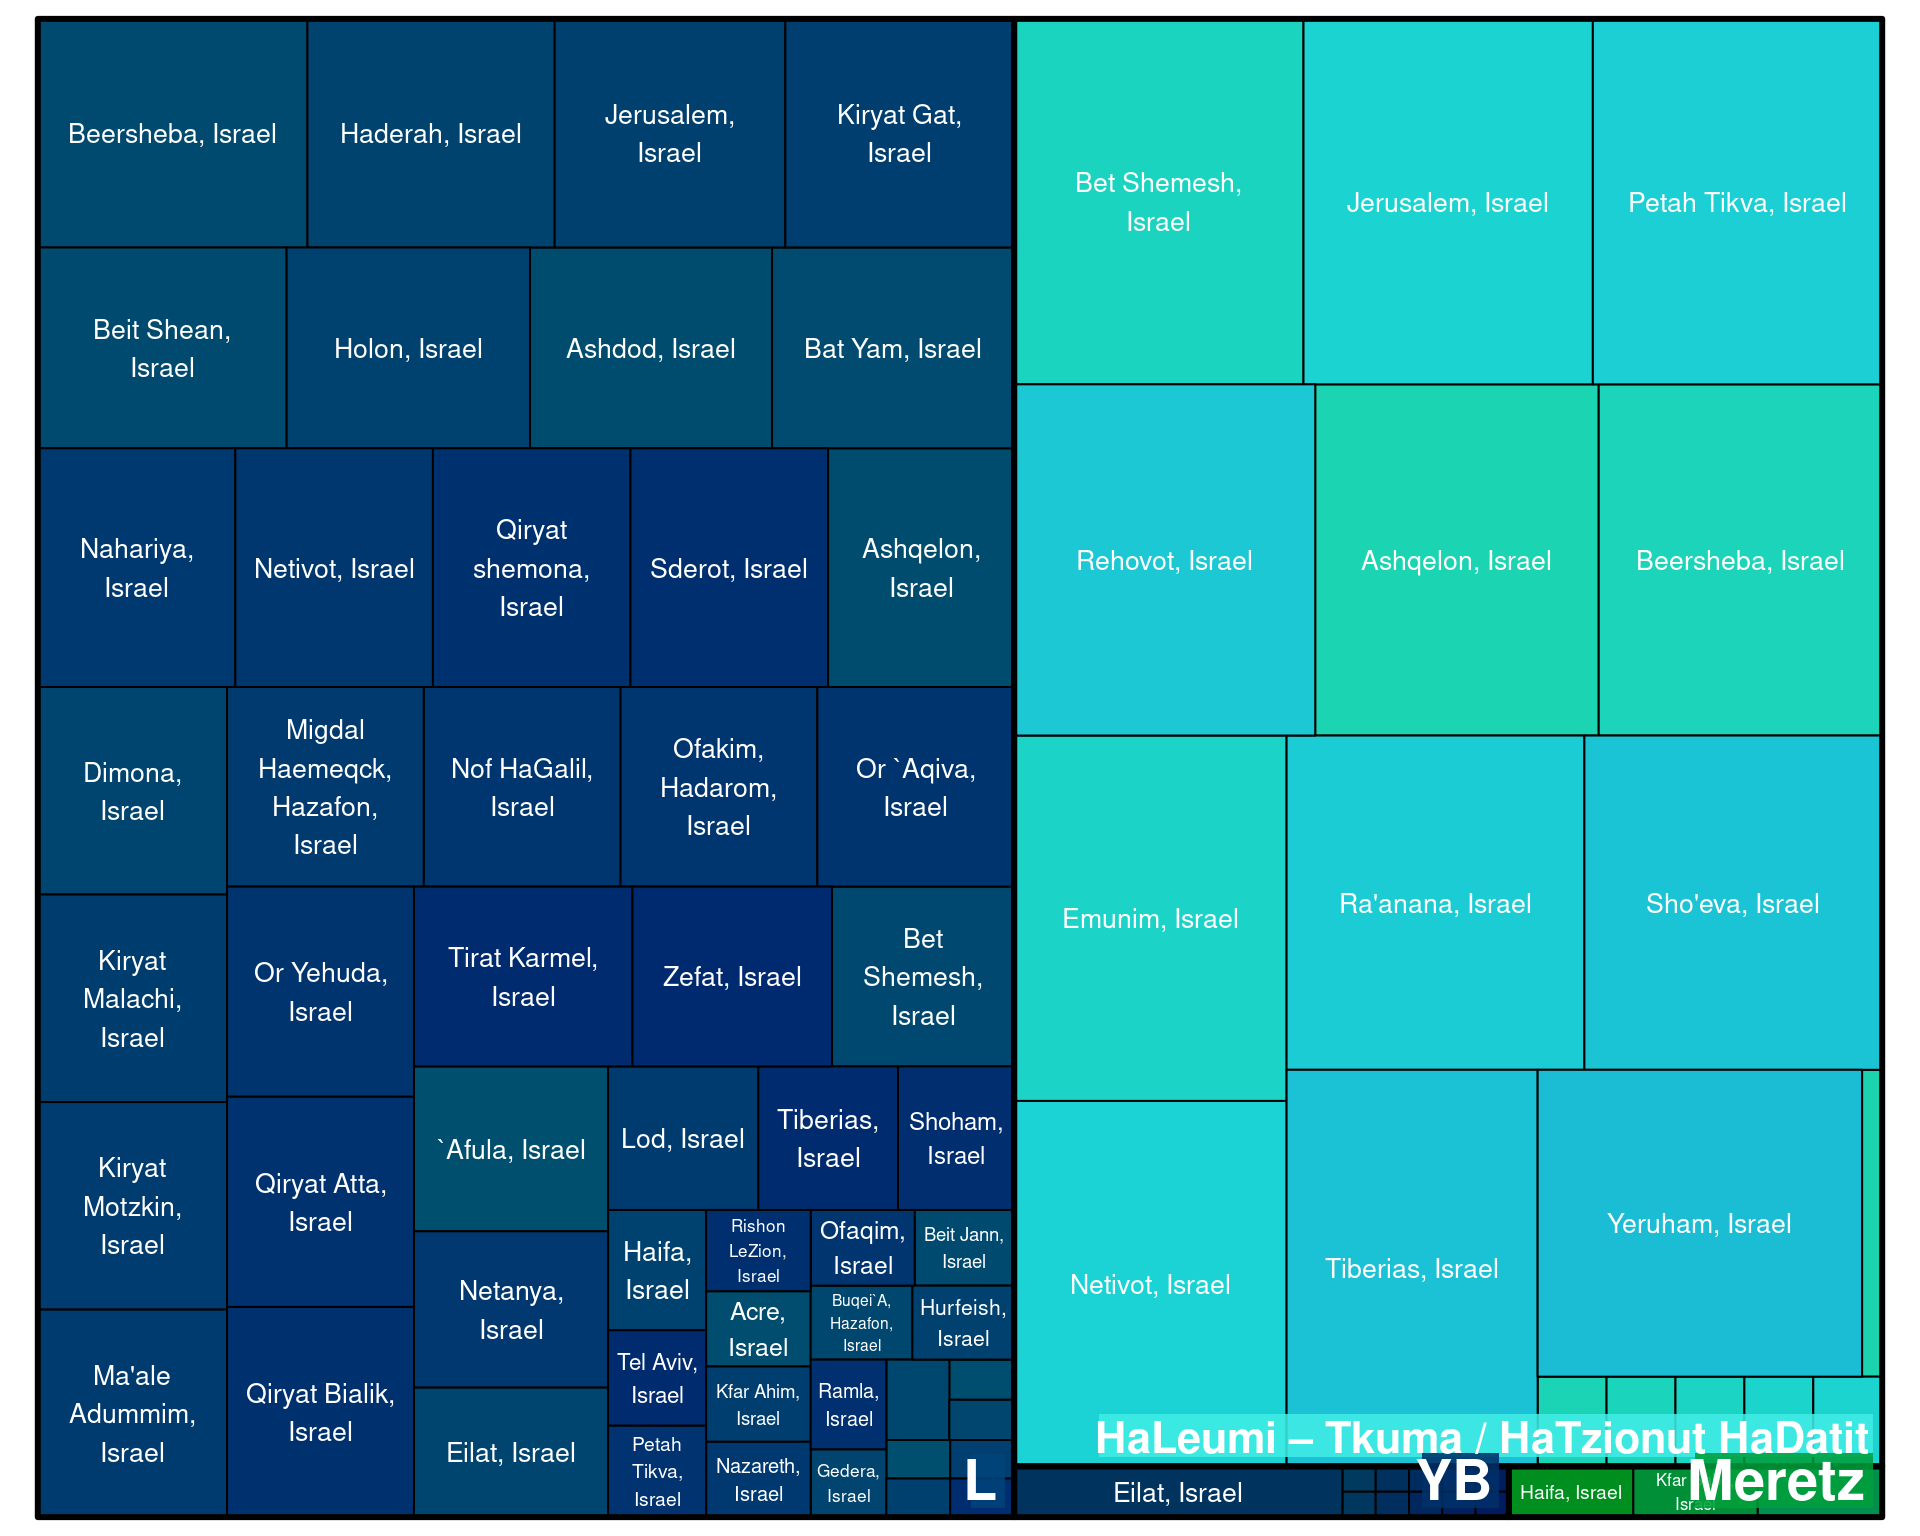 Beersheba, Israel
Haderah, Israel
Jerusalem,
Israel
Kiryat Gat,
Israel
Beit Shean,
Israel
Holon, Israel
Ashdod, Israel
Bat Yam, Israel
Nahariya,
Israel
Netivot, Israel
Qiryat
shemona,
Israel
Sderot, Israel
Ashqelon,
Israel
Dimona,
Israel
Migdal
Haemeqck,
Hazafon,
Israel
Nof HaGalil,
Israel
Ofakim,
Hadarom,
Israel
Or `Aqiva,
Israel
Kiryat
Malachi,
Israel
Or Yehuda,
Israel
Tirat Karmel,
Israel
Zefat, Israel
Bet
Shemesh,
Israel
Kiryat
Motzkin,
Israel
Qiryat Atta,
Israel
`Afula, Israel
Lod, Israel
Tiberias,
Israel
Shoham,
Israel
Ma'ale
Adummim,
Israel
Qiryat Bialik,
Israel
Netanya,
Israel
Eilat, Israel
Haifa,
Israel
Rishon
LeZion,
Israel
Ofaqim,
Israel
Beit Jann,
Israel
Acre,
Israel
Buqei`A,
Hazafon,
Israel
Hurfeish,
Israel
Tel Aviv,
Israel
Kfar Ahim,
Israel
Ramla,
Israel
Petah
Tikva,
Israel
Nazareth,
Israel
Gedera,
Israel
L
Bet Shemesh,
Israel
Jerusalem, Israel
Petah Tikva, Israel
Rehovot, Israel
Ashqelon, Israel
Beersheba, Israel
Emunim, Israel
Ra'anana, Israel
Sho'eva, Israel
Netivot, Israel
Tiberias, Israel
Yeruham, Israel
HaLeumi – Tkuma / HaTzionut HaDatit
Eilat, Israel
YB
Haifa, Israel
Kfar
Israel
Meretz